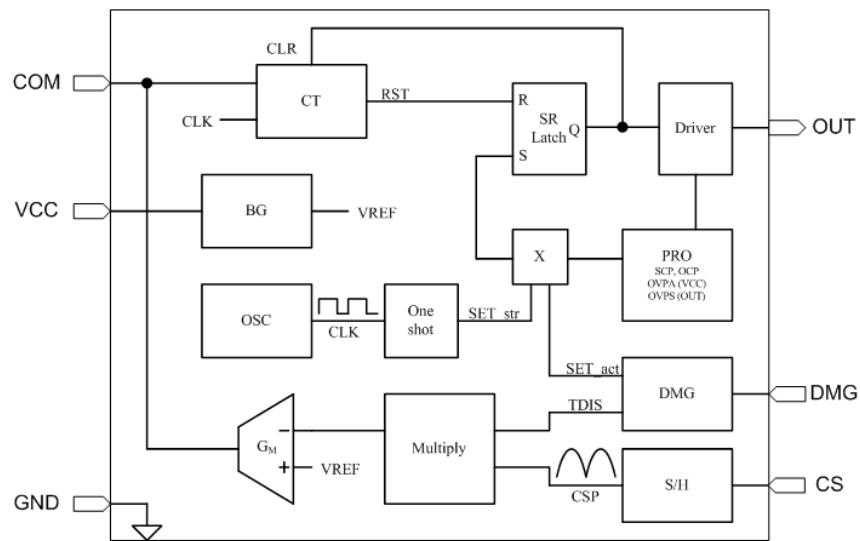 CLR
COM
CT
RST
CLK
R
SR
Latch
Q
S
Driver
OUT
VCC
BG
VREF
X
PRO
SCP, OCP
OVPA (VCC)
OVPS (OUT)
OSC
CLK
One
shot
SET_str
SET_act
DMG
DMG
TDIS
GM
−
+
VREF
Multiply
CSP
S/H
CS
GND